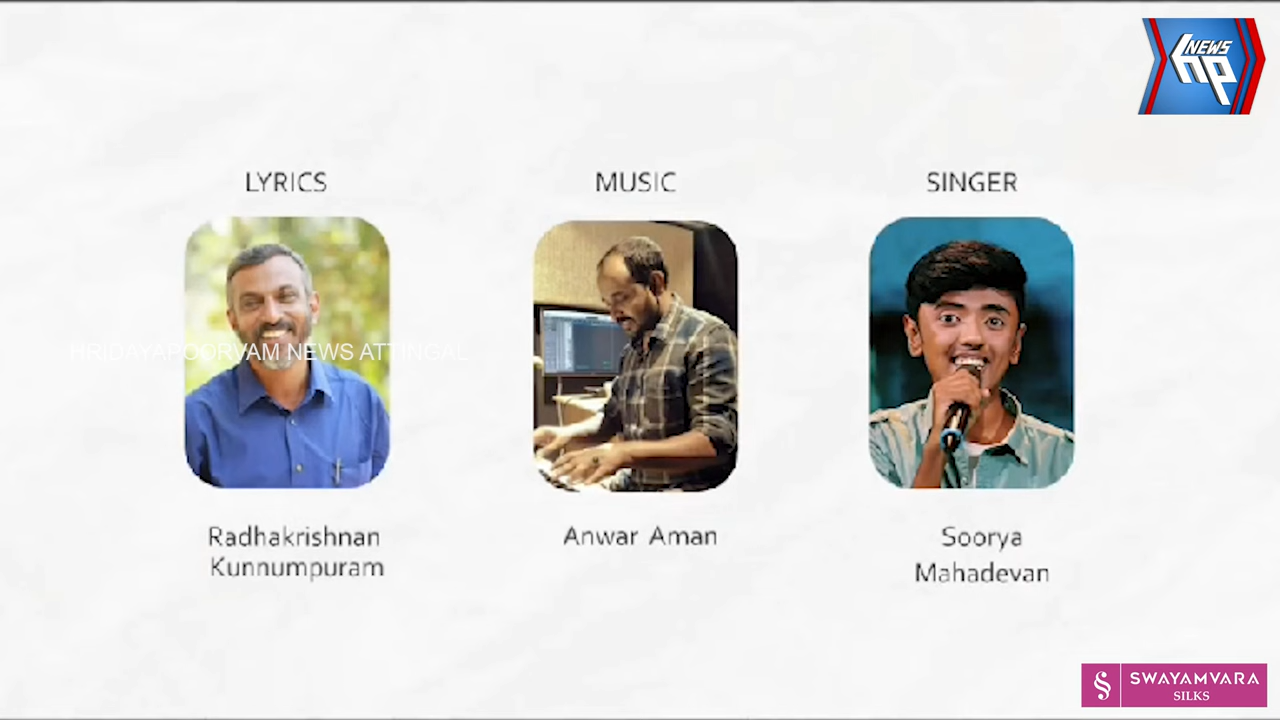 NEWS
hp
LYRICS
MUSIC
SINGER
HRIDAYAPOORVAM NEWS ATTINGAL
Radhakrishnan
Kunnumpuram
Anwar Aman
Soorya
Mahadevan
SWAYAMVARA
SILKS